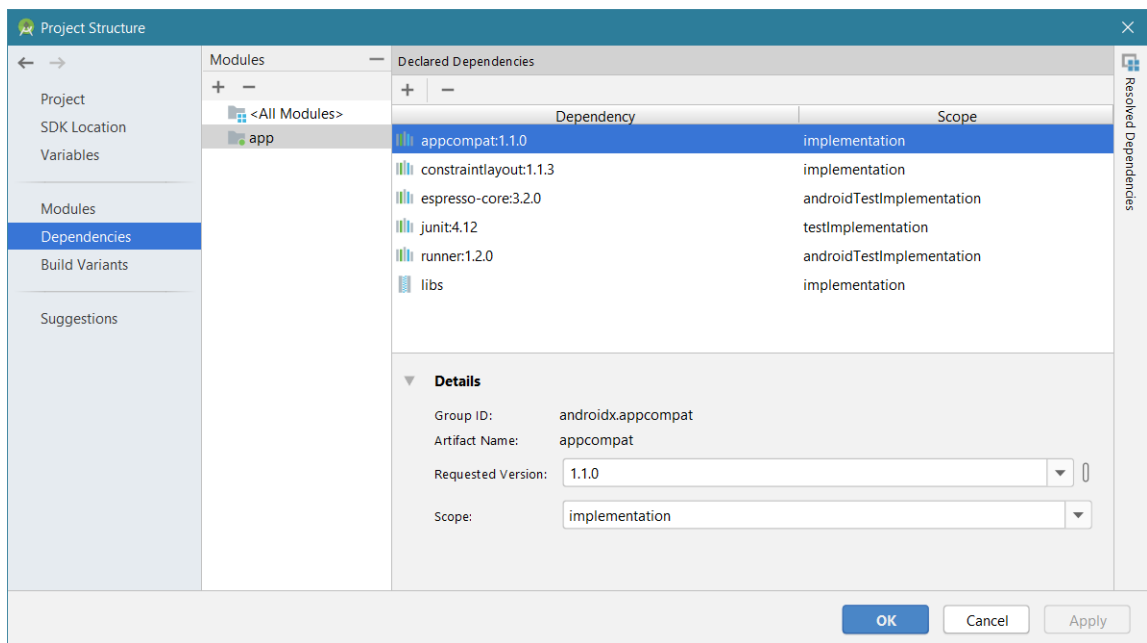 Project Structure
Project
SDK Location
Variables
Modules
Dependencies
Build Variants
Suggestions
Modules
<All Modules>
app
Declared Dependencies
Dependency Scope
appcompat:1.1.0 implementation
constraintlayout:1.1.3 implementation
espresso-core:3.2.0 androidTestImplementation
junit:4.12 testImplementation
runner:1.2.0 androidTestImplementation
libs implementation
Details
Group ID: androidx.appcompat
Artifact Name: appcompat
Requested Version: 1.1.0
Scope: implementation
Resolved Dependencies
OK Cancel Apply